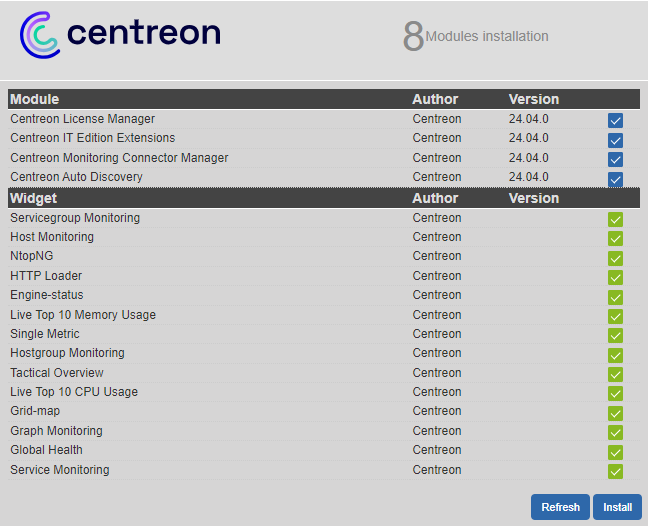 centreon
8 Modules installation
Module Author Version
Centreon License Manager Centreon 24.04.0
Centreon IT Edition Extensions Centreon 24.04.0
Centreon Monitoring Connector Manager Centreon 24.04.0
Centreon Auto Discovery Centreon 24.04.0
Widget Author Version
Servicegroup Monitoring Centreon
Host Monitoring Centreon
NtopNG Centreon
HTTP Loader Centreon
Engine-status Centreon
Live Top 10 Memory Usage Centreon
Single Metric Centreon
Hostgroup Monitoring Centreon
Tactical Overview Centreon
Live Top 10 CPU Usage Centreon
Grid-map Centreon
Graph Monitoring Centreon
Global Health Centreon
Service Monitoring Centreon
Refresh Install